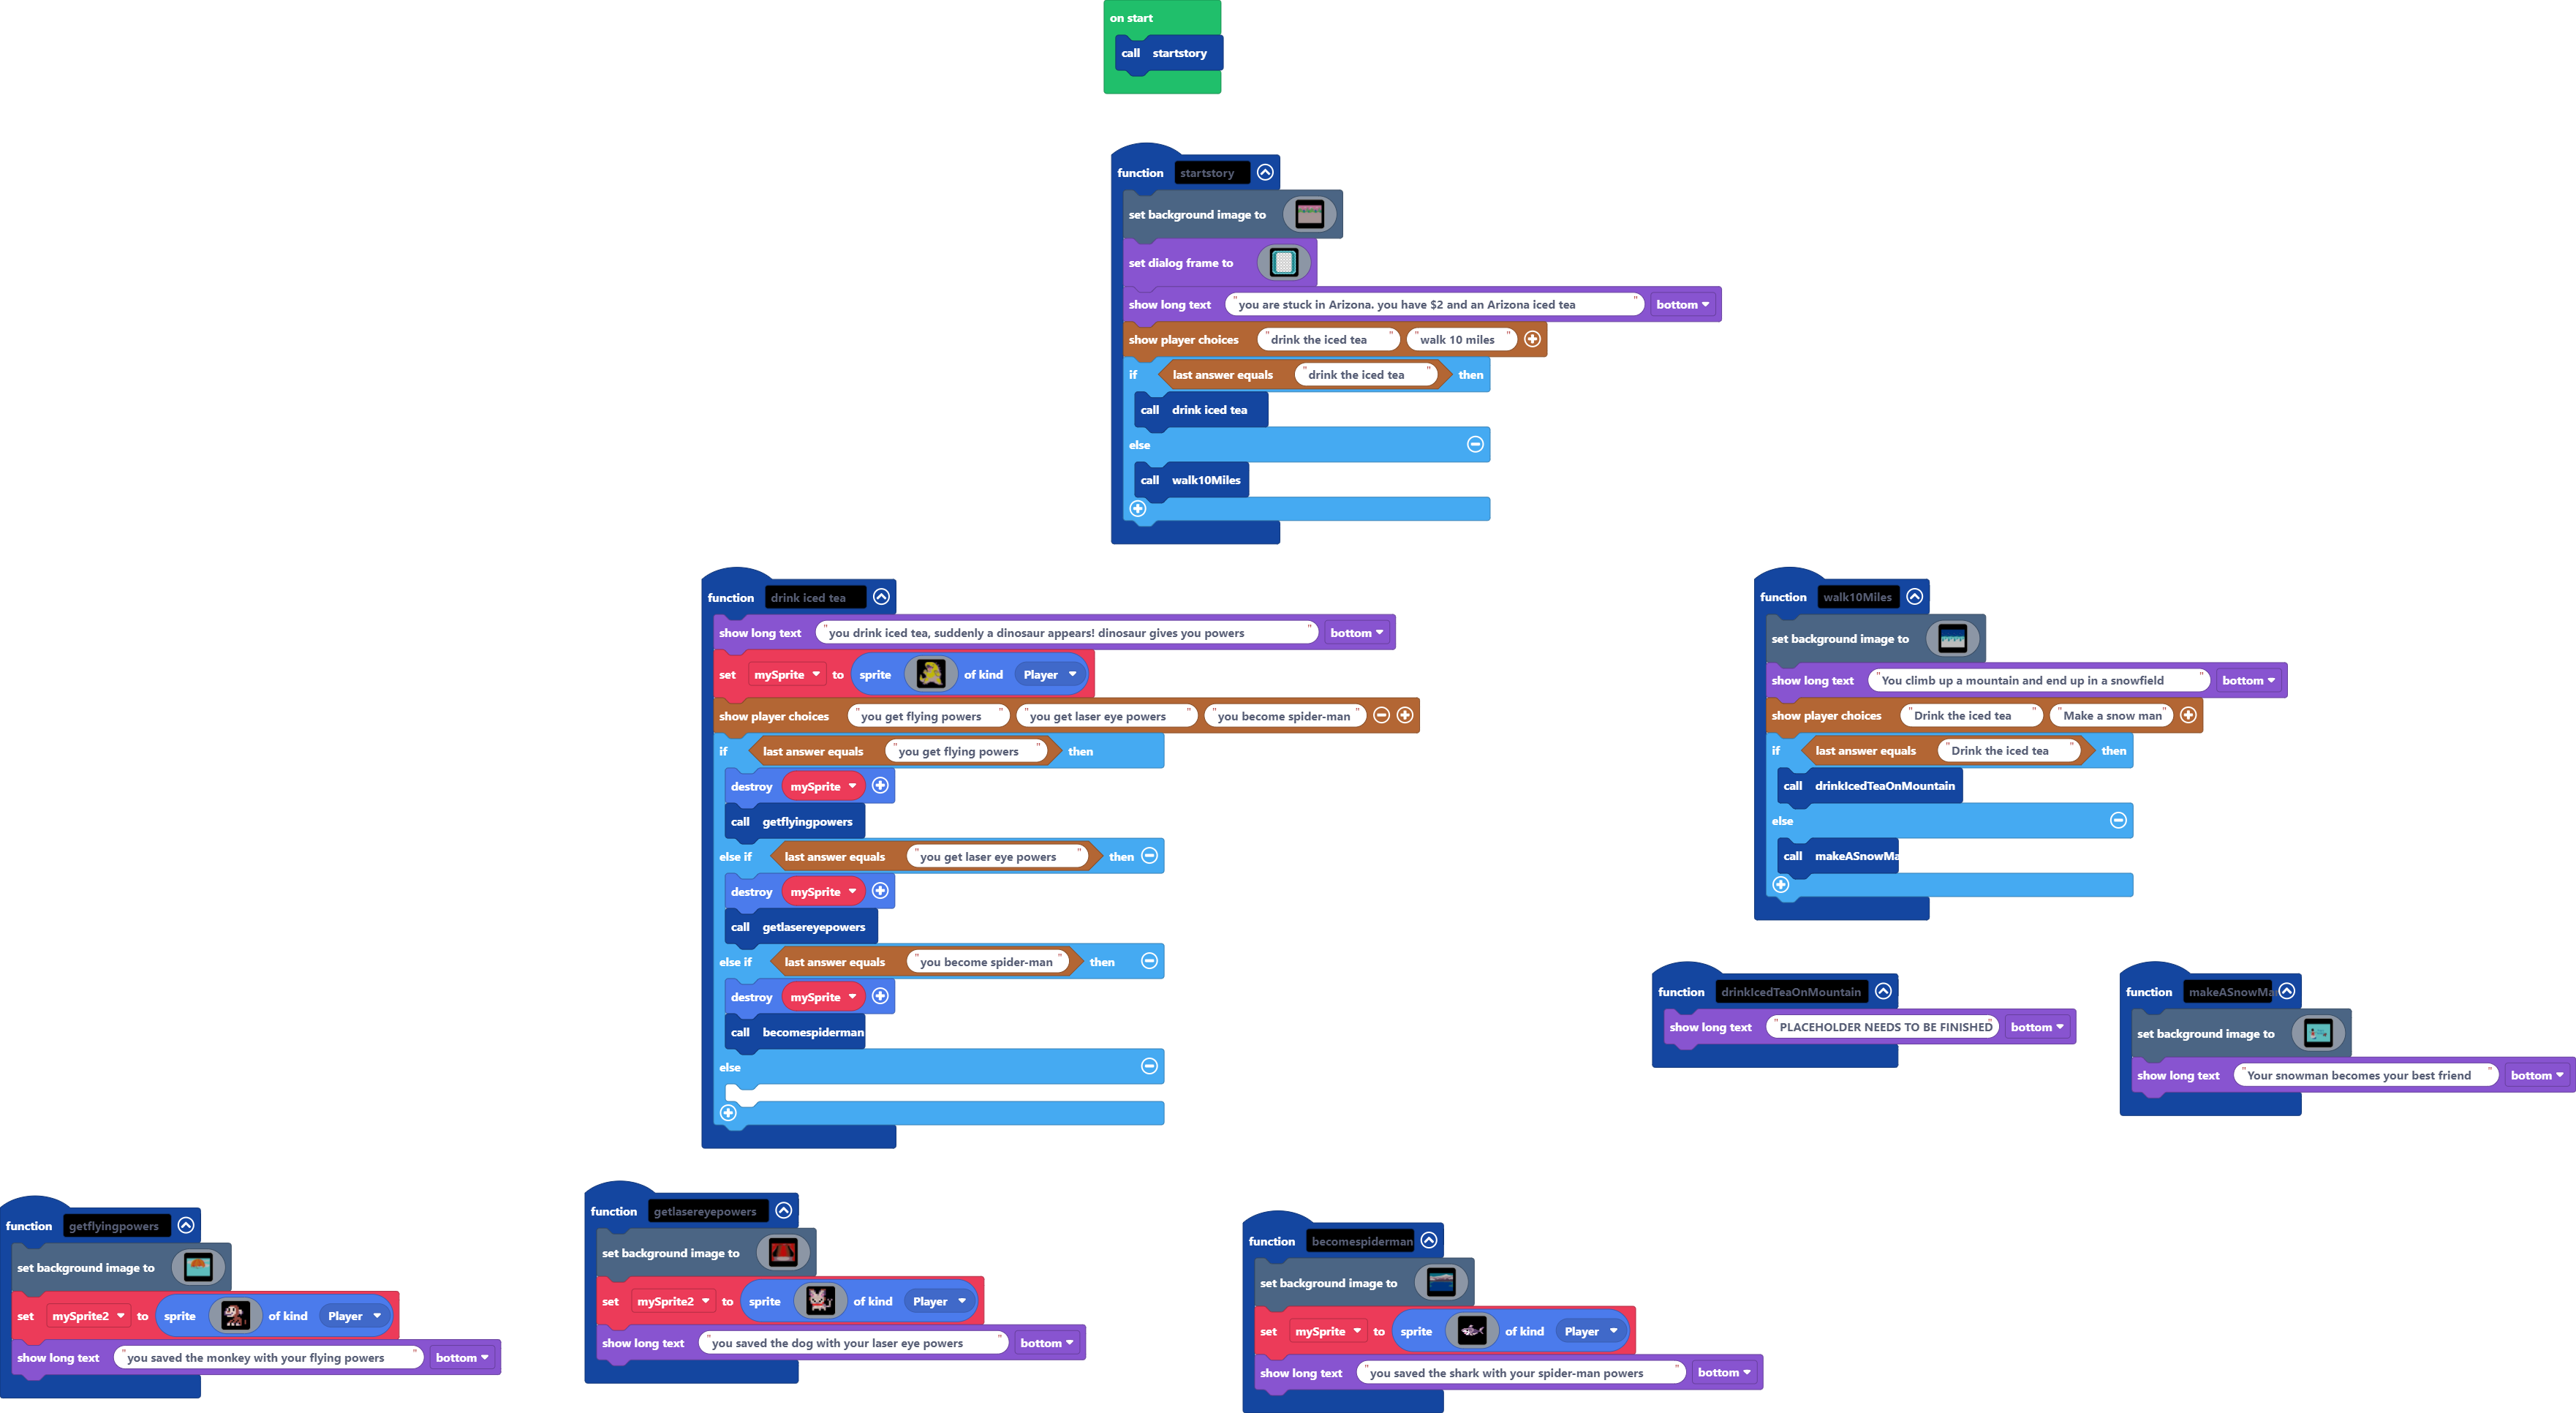 on start
call startstory
function startstory
set background image to
set dialog frame to
show long text "you are stuck in Arizona. you have $2 and an Arizona iced tea" bottom
show player choices "drink the iced tea" "walk 10 miles"
if last answer equals "drink the iced tea" then
call drink iced tea
else
call walk10Miles
function drink iced tea
show long text "you drink iced tea, suddenly a dinosaur appears! dinosaur gives you powers" bottom
set mySprite to sprite of kind Player
show player choices "you get flying powers" "you get laser eye powers" "you become spider-man"
if last answer equals "you get flying powers" then
destroy mySprite
call getflyingpowers
else if last answer equals "you get laser eye powers" then
destroy mySprite
call getlasereyepowers
else if last answer equals "you become spider-man" then
destroy mySprite
call becomespiderman
else
function walk10Miles
set background image to
show long text "You climb up a mountain and end up in a snowfield" bottom
show player choices "Drink the iced tea" "Make a snow man"
if last answer equals "Drink the iced tea" then
call drinkIcedTeaOnMountain
else
call makeASnowMa
function drinkIcedTeaOnMountain
show long text "PLACEHOLDER NEEDS TO BE FINISHED" bottom
function makeASnowMa
set background image to
show long text "Your snowman becomes your best friend" bottom
function getflyingpowers
set background image to
set mySprite2 to sprite of kind Player
show long text "you saved the monkey with your flying powers" bottom
function getlasereyepowers
set background image to
set mySprite2 to sprite of kind Player
show long text "you saved the dog with your laser eye powers" bottom
function becomespiderman
set background image to
set mySprite to sprite of kind Player
show long text "you saved the shark with your spider-man powers" bottom